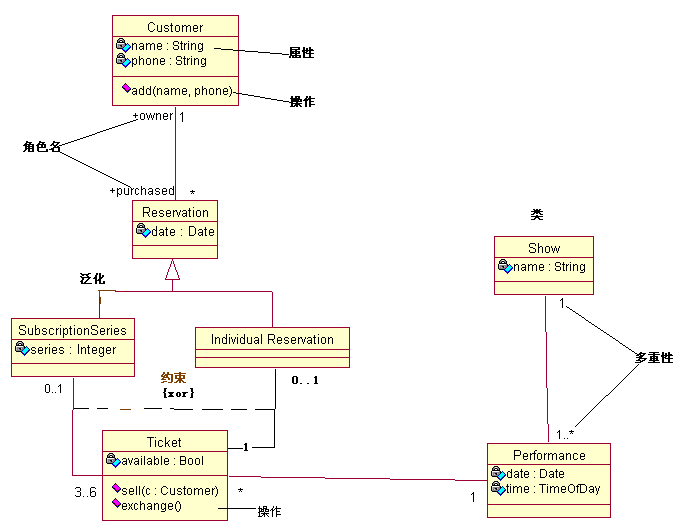 Customer
name : String
phone : String
属性
add(name, phone)
操作
+owner
1
角色名
+purchased
*
Reservation
date : Date
类
Show
name : String
泛化
1
SubscriptionSeries
series : Integer
Individual Reservation
多重性
0..1
约束
{xor}
0..1
1..*
Ticket
available : Bool
1
sell(c : Customer)
exchange()
操作
3..6
*
1
Performance
date : Date
time : TimeOfDay